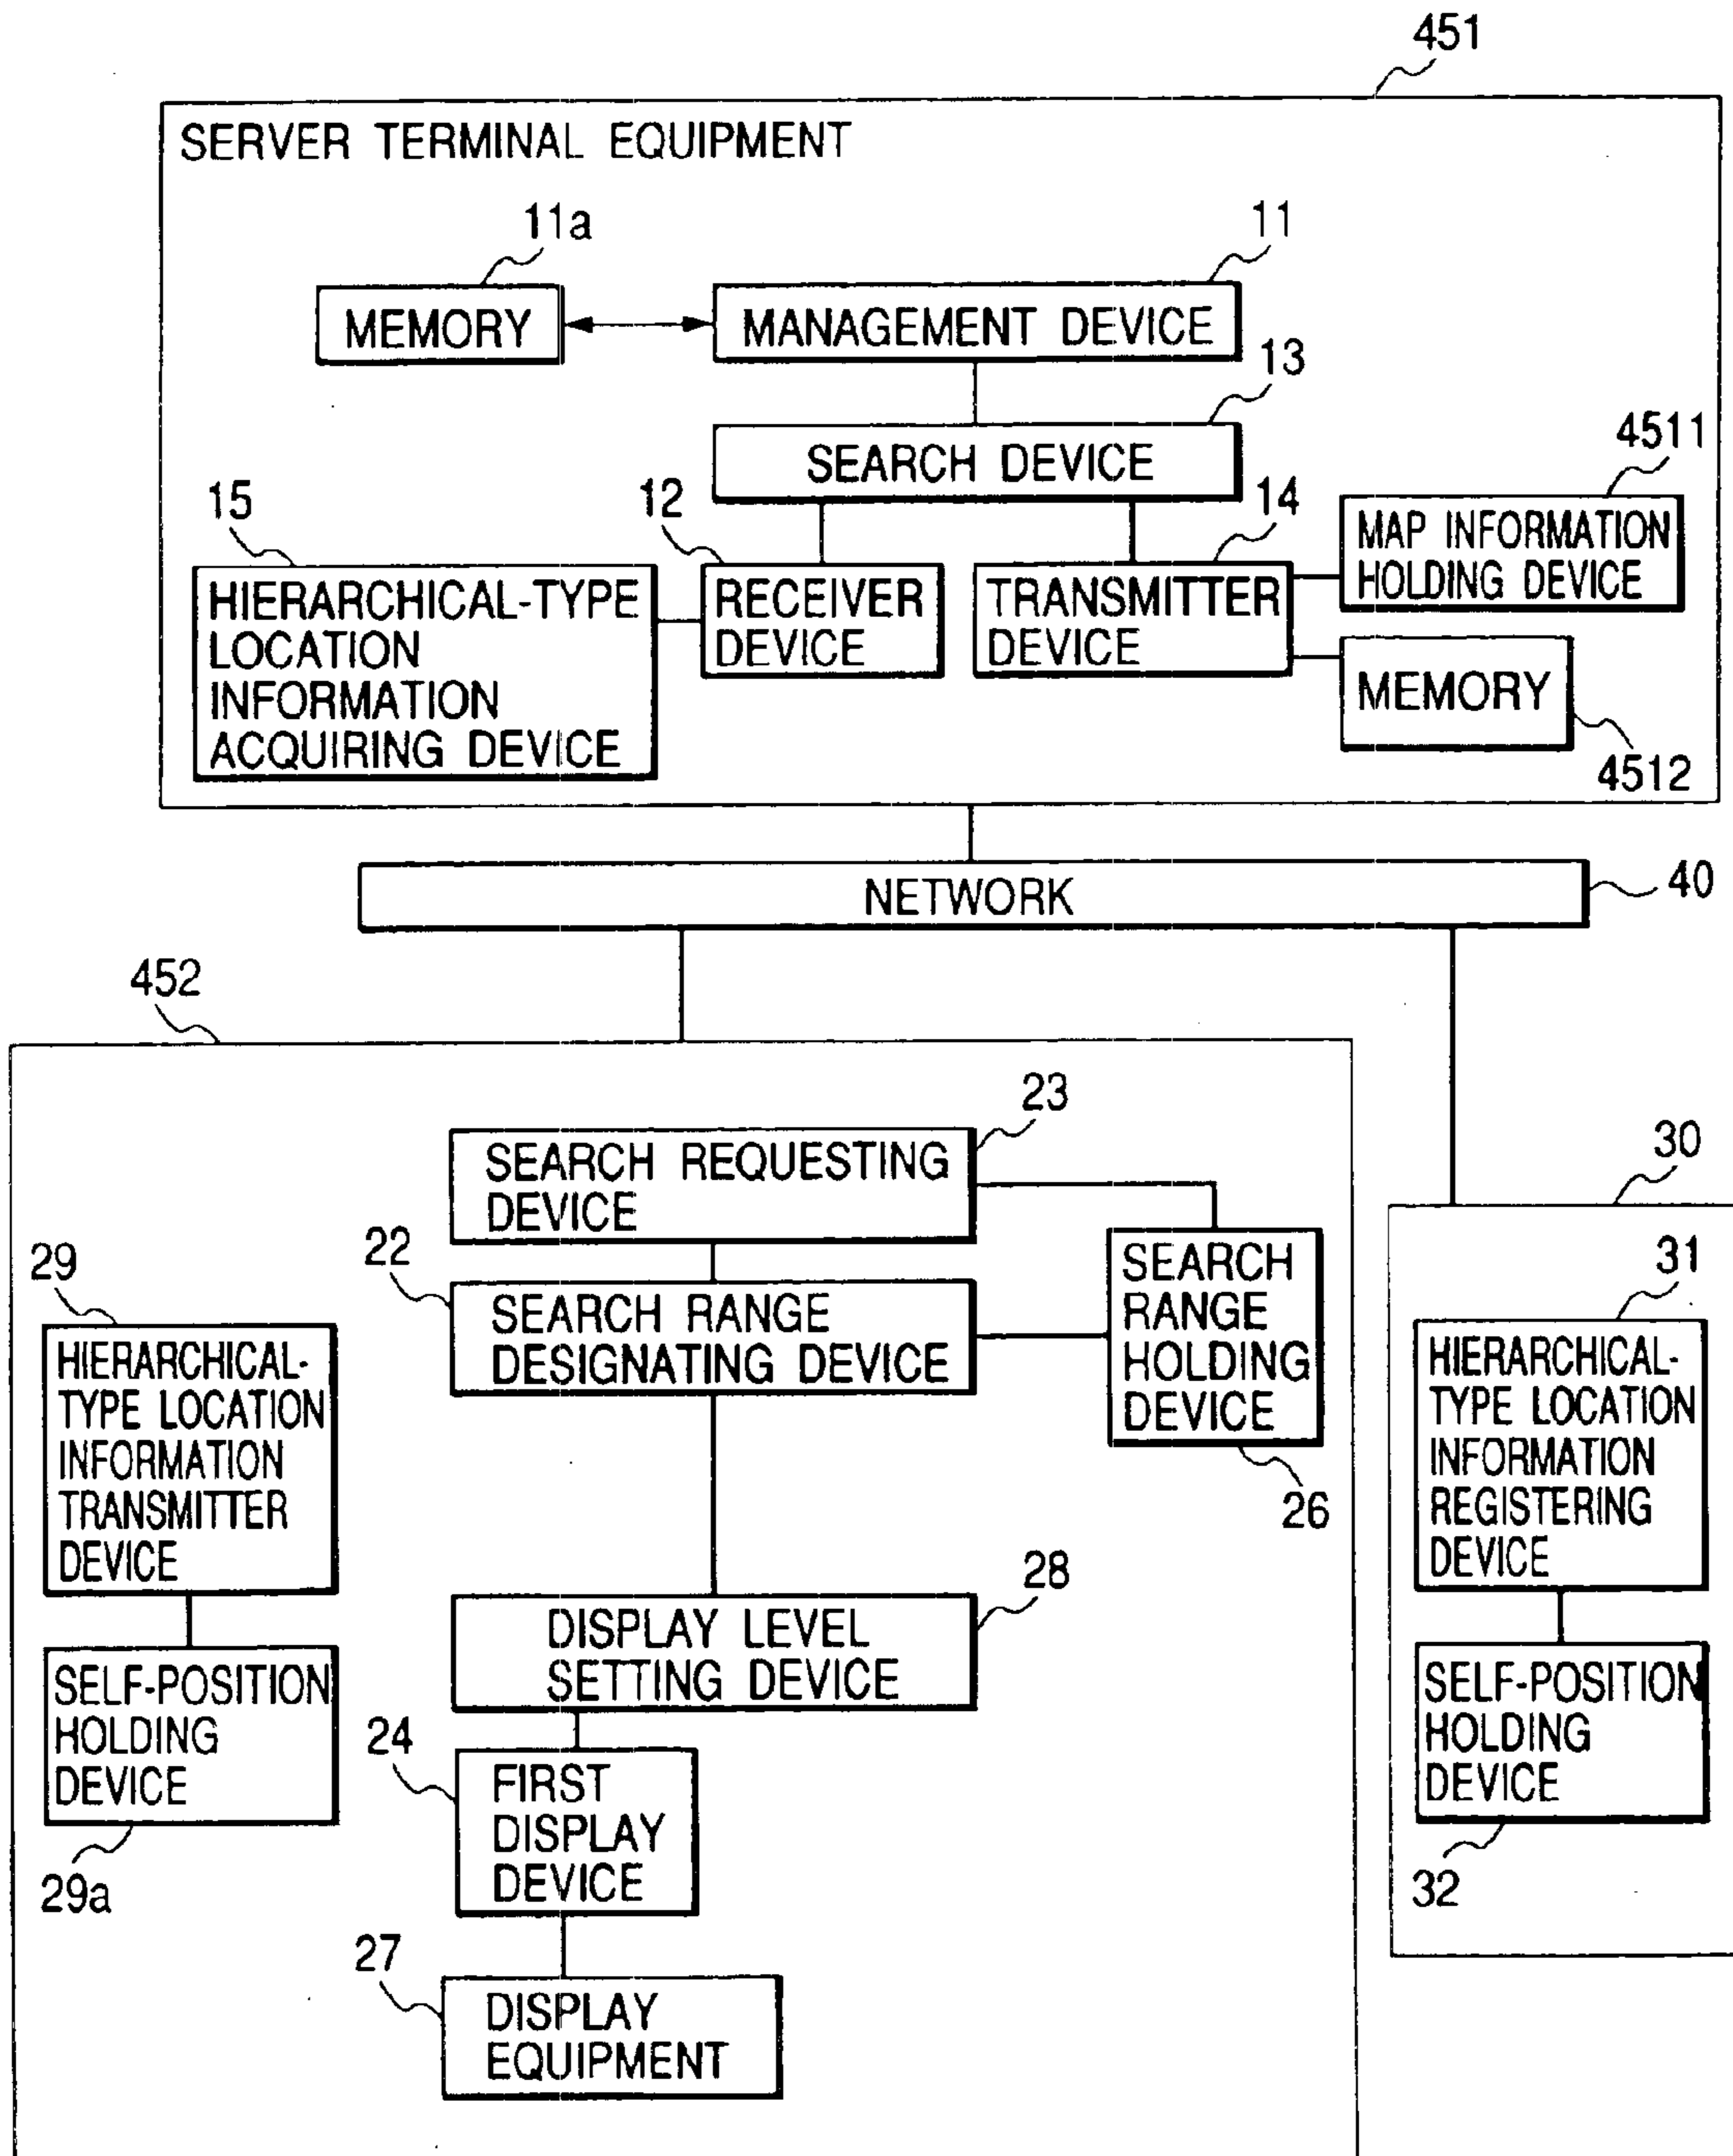 451
SERVER TERMINAL EQUIPMENT
11a
11
MEMORY
MANAGEMENT DEVICE
13
SEARCH DEVICE
4511
15
12
14
MAP INFORMATION
HOLDING DEVICE
HIERARCHICAL-TYPE
LOCATION
INFORMATION
ACQUIRING DEVICE
RECEIVER
DEVICE
TRANSMITTER
DEVICE
MEMORY
4512
NETWORK
40
452
23
SEARCH REQUESTING
DEVICE
22
SEARCH RANGE
DESIGNATING DEVICE
SEARCH
RANGE
HOLDING
DEVICE
26
29
HIERARCHICAL-
TYPE LOCATION
INFORMATION
TRANSMITTER
DEVICE
28
DISPLAY LEVEL
SETTING DEVICE
SELF-POSITION
HOLDING
DEVICE
29a
24
FIRST
DISPLAY
DEVICE
27
DISPLAY
EQUIPMENT
30
31
HIERARCHICAL-
TYPE LOCATION
INFORMATION
REGISTERING
DEVICE
SELF-POSITION
HOLDING
DEVICE
32